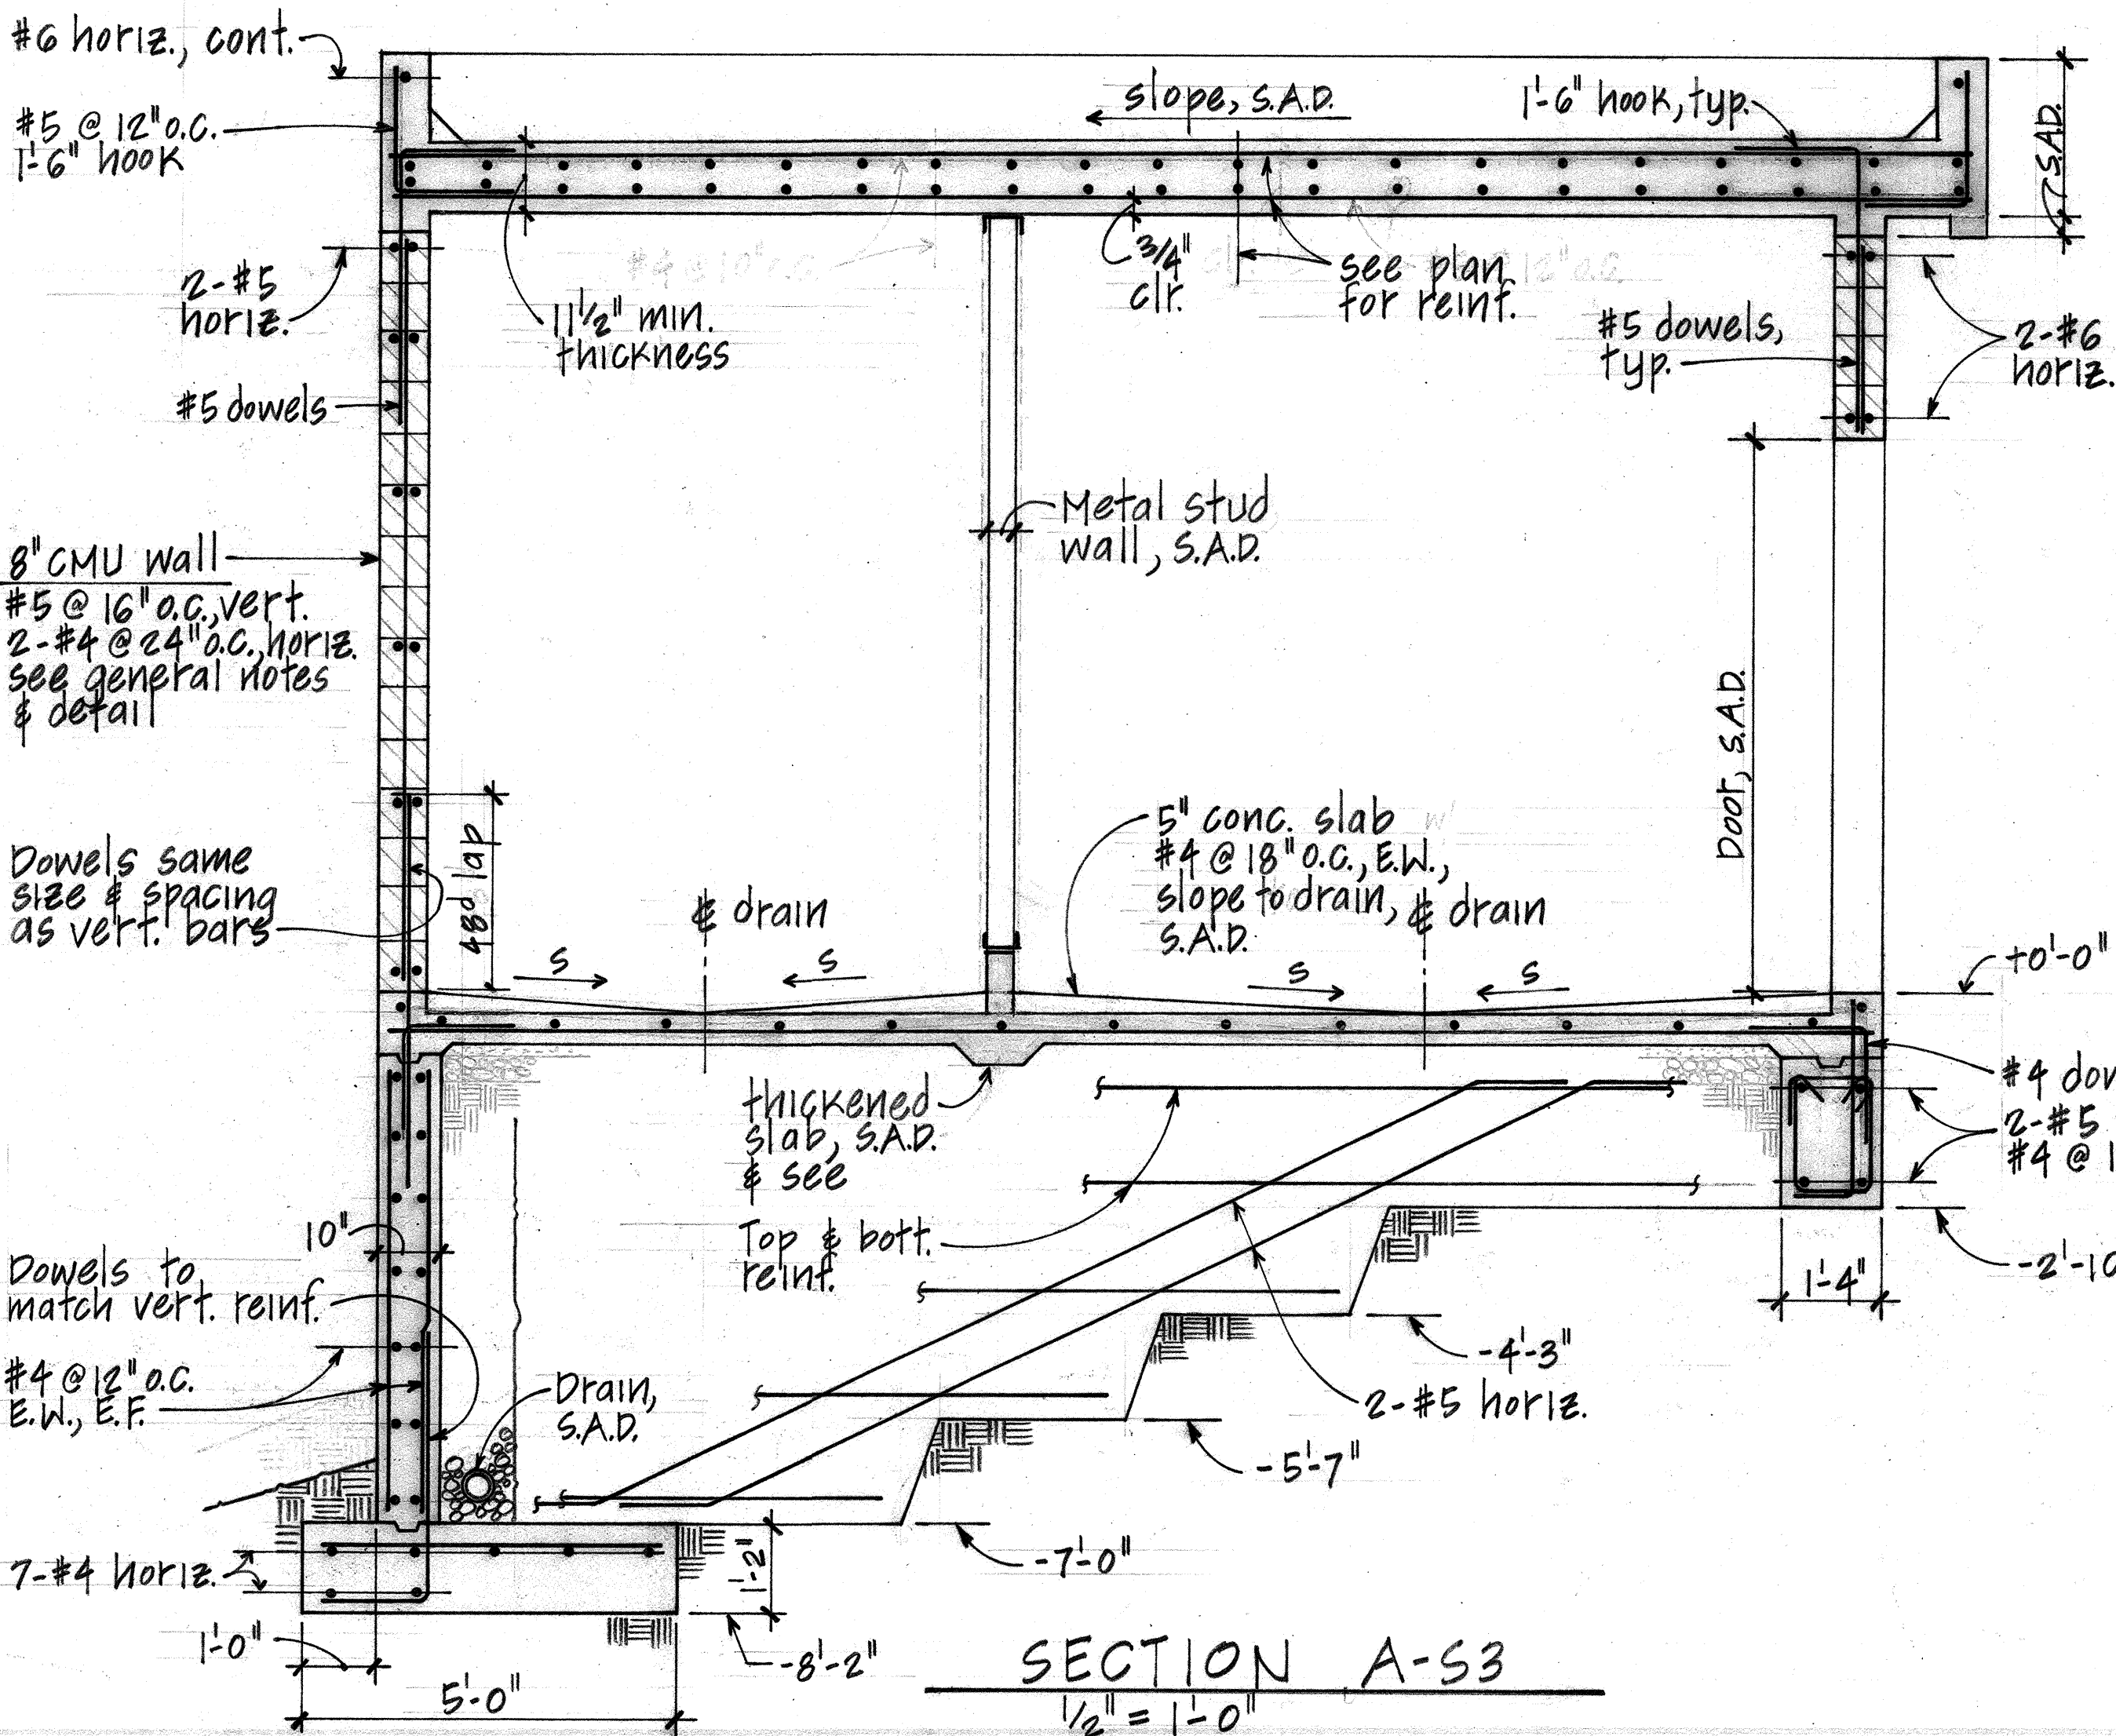 #6 horiz., cont.
#5 @ 12" o.c.
1'-6" hook
slope, S.A.D.
1'-6" hook, typ.
S.A.D.
2-#5
horiz.
11 1/2" min.
thickness
3/4"
clr.
see plan
for reinf.
#5 dowels,
typ.
2-#6
horiz.
#5 dowels
Metal stud
wall, S.A.D.
8" CMU wall
#5 @ 16" o.c., vert.
2-#4 @ 24" o.c., horiz.
see general notes
& detail
Door, S.A.D.
Dowels same
size & spacing
as vert. bars
lap
℄ drain
5" conc. slab
#4 @ 18" o.c., E.W.,
slope to drain,
S.A.D.
℄ drain
S
S
S
S
+0'-0"
thickened
slab, S.A.D.
& see
#4
2-#5
#4 @
Top & bott.
reinf.
10"
Dowels to
match vert. reinf.
#4 @ 12" o.c.
E.W., E.F.
Drain,
S.A.D.
1'-4"
-4'-3"
2-#5 horiz.
-5'-7"
-7'-0"
7-#4 horiz.
1'-2"
1'-0"
-8'-2"
5'-0"
SECTION A-S3
1/2" = 1'-0"